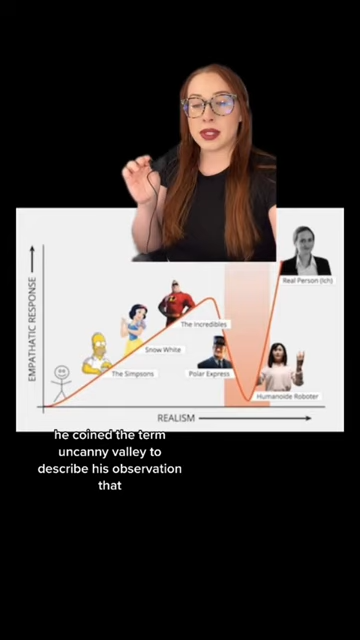 EMPATHATIC RESPONSE
Real Person (Ich)
The Incredibles
Snow White
The Simpsons
Polar Express
Humanoide Roboter
REALISM
he coined the term
uncanny valley to
describe his observation
that